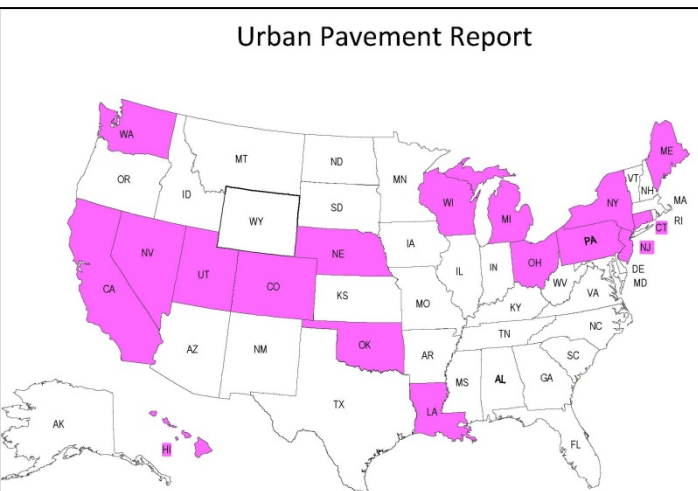 Urban Pavement Report
WA
ME
MT
ND
VT
MN
OR
NH
ID
SD
WI
NY
MA
WY
MI
RI
CT
IA
PA
NE
NJ
NV
OH
IL
IN
DE
UT
MD
CO
WV
CA
VA
KS
MO
KY
NC
TN
OK
AZ
NM
AR
SC
MS
AL
GA
TX
LA
AK
FL
HI